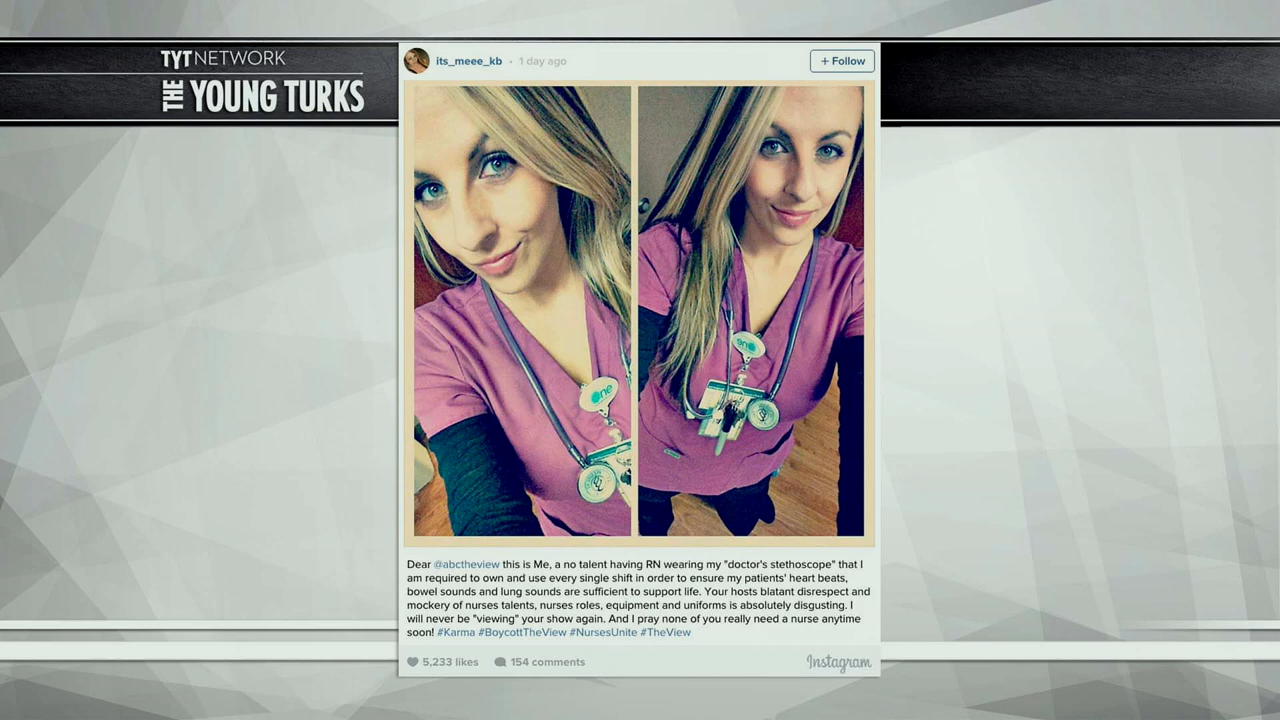 TYT NETWORK
THE YOUNG TURKS
its_meee_kb • 1 day ago
+ Follow
one
Dear @abctheview this is Me, a no talent having RN wearing my "doctor's stethoscope" that I
am required to own and use every single shift in order to ensure my patients' heart beats,
bowel sounds and lung sounds are sufficient to support life. Your hosts blatant disrespect and
mockery of nurses talents, nurses roles, equipment and uniforms is absolutely disgusting. I
will never be "viewing" your show again. And I pray none of you really need a nurse anytime
soon! #Karma #BoycottTheView #NursesUnite #TheView
5,233 likes 154 comments
Instagram